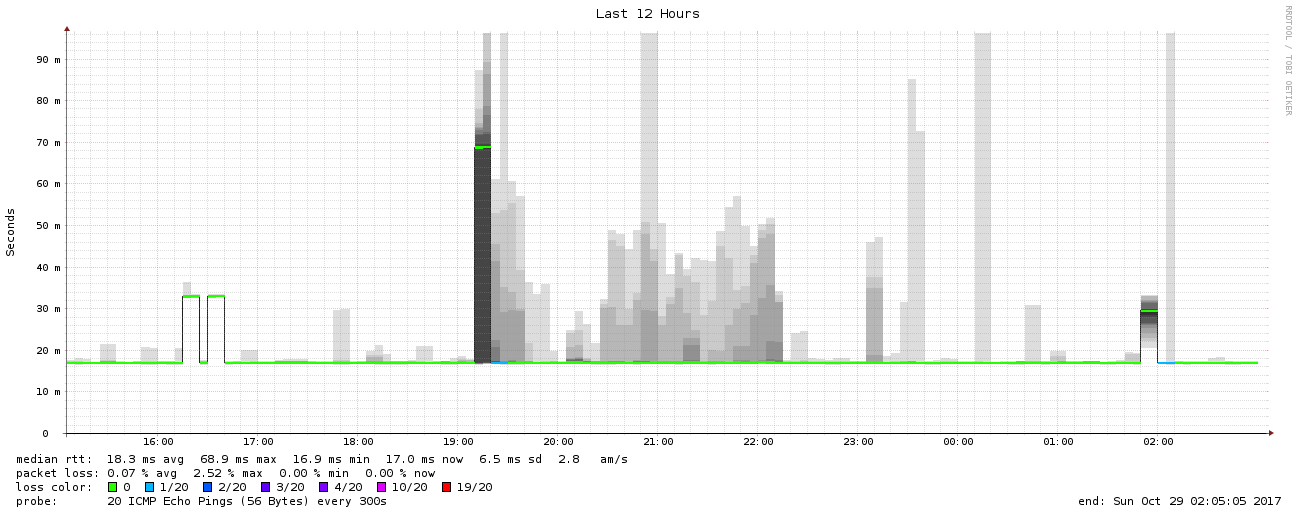 Last 12 Hours
RRDTOOL / TOBI OETIKER
Seconds
90 m
80 m
70 m
60 m
50 m
40 m
30 m
20 m
10 m
0
16:00 17:00 18:00 19:00 20:00 21:00 22:00 23:00 00:00 01:00 02:00
median rtt: 18.3 ms avg 68.9 ms max 16.9 ms min 17.0 ms now 6.5 ms sd 2.8 am/s
packet loss: 0.07 % avg 2.52 % max 0.00 % min 0.00 % now
loss color: 0 1/20 2/20 3/20 4/20 10/20 19/20
probe: 20 ICMP Echo Pings (56 Bytes) every 300s end: Sun Oct 29 02:05:05 2017